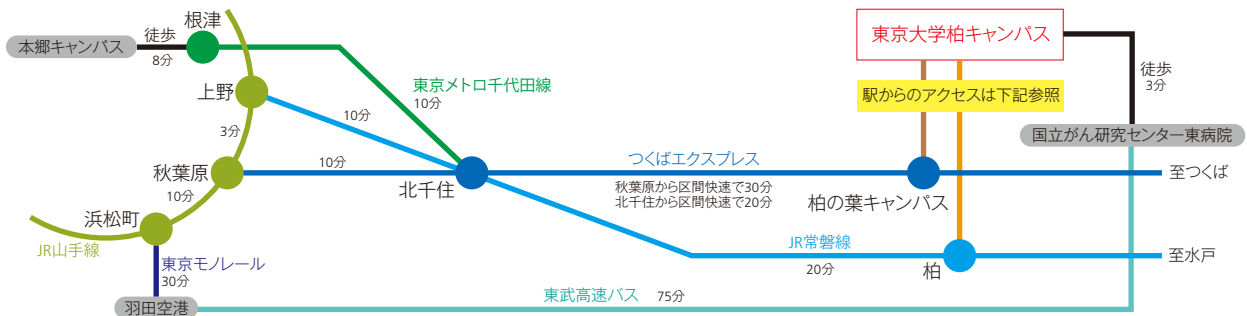 根津
本郷キャンパス
徒歩
8分
東京メトロ千代田線
10分
上野
10分
3分
秋葉原
10分
北千住
つくばエクスプレス
秋葉原から区間快速で30分
北千住から区間快速で20分
東京大学柏キャンパス
駅からのアクセスは下記参照
徒歩
3分
国立がん研究センター東病院
柏の葉キャンパス
至つくば
10分
浜松町
JR山手線
東京モノレール
30分
羽田空港
JR常磐線
20分
柏
至水戸
東武高速バス
75分